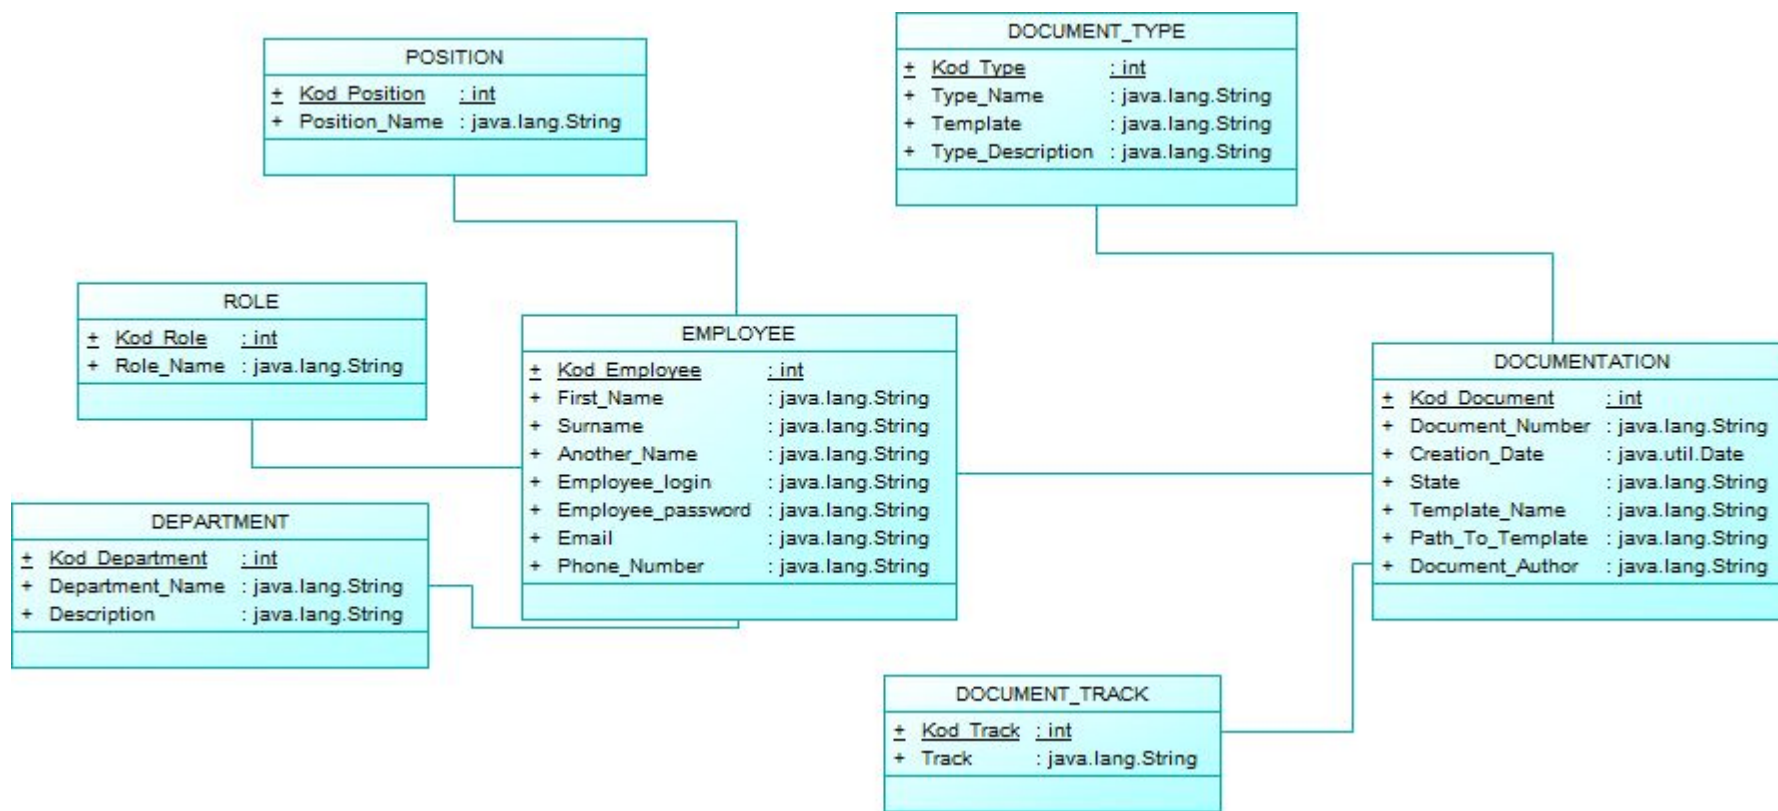 POSITION
+ Kod_Position : int
+ Position_Name : java.lang.String
DOCUMENT_TYPE
+ Kod_Type : int
+ Type_Name : java.lang.String
+ Template : java.lang.String
+ Type_Description : java.lang.String
ROLE
+ Kod_Role : int
+ Role_Name : java.lang.String
EMPLOYEE
+ Kod_Employee : int
+ First_Name : java.lang.String
+ Surname : java.lang.String
+ Another_Name : java.lang.String
+ Employee_login : java.lang.String
+ Employee_password : java.lang.String
+ Email : java.lang.String
+ Phone_Number : java.lang.String
DOCUMENTATION
+ Kod_Document : int
+ Document_Number : java.lang.String
+ Creation_Date : java.util.Date
+ State : java.lang.String
+ Template_Name : java.lang.String
+ Path_To_Template : java.lang.String
+ Document_Author : java.lang.String
DEPARTMENT
+ Kod_Department : int
+ Department_Name : java.lang.String
+ Description : java.lang.String
DOCUMENT_TRACK
+ Kod_Track : int
+ Track : java.lang.String